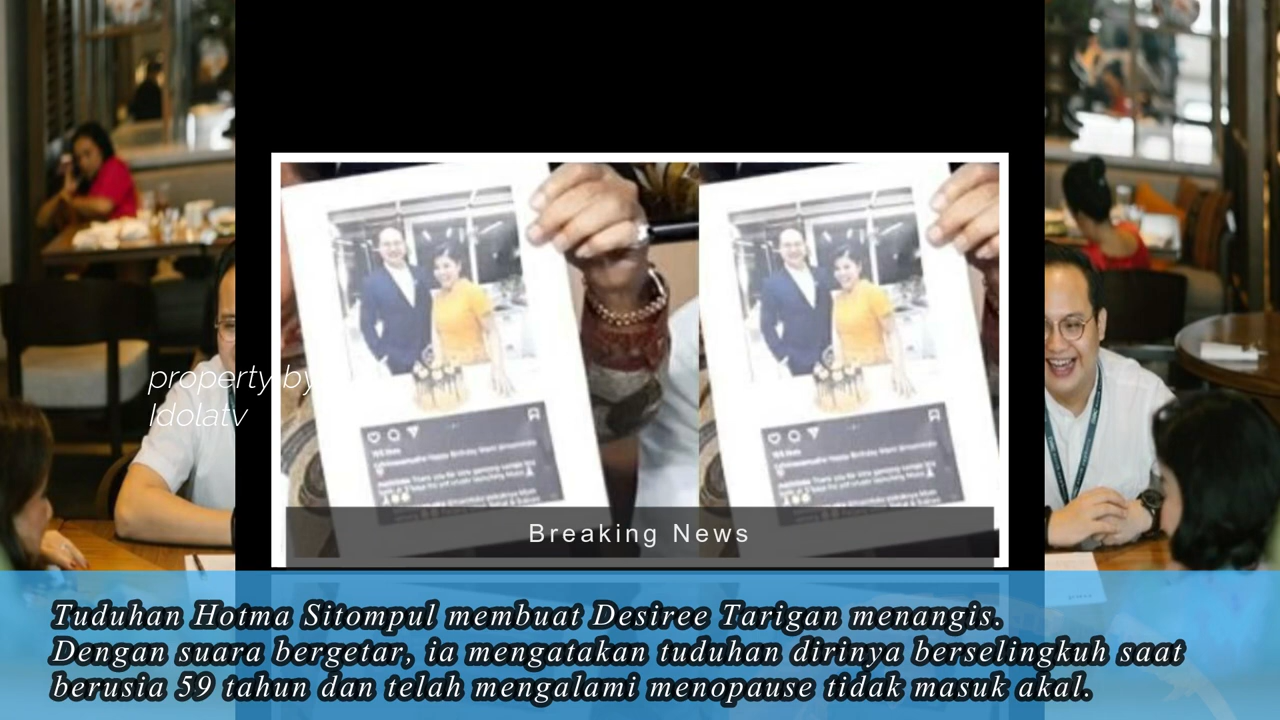 property by
Idolatv
Breaking News
Tuduhan Hotma Sitompul membuat Desiree Tarigan menangis.
Dengan suara bergetar, ia mengatakan tuduhan dirinya berselingkuh saat
berusia 59 tahun dan telah mengalami menopause tidak masuk akal.